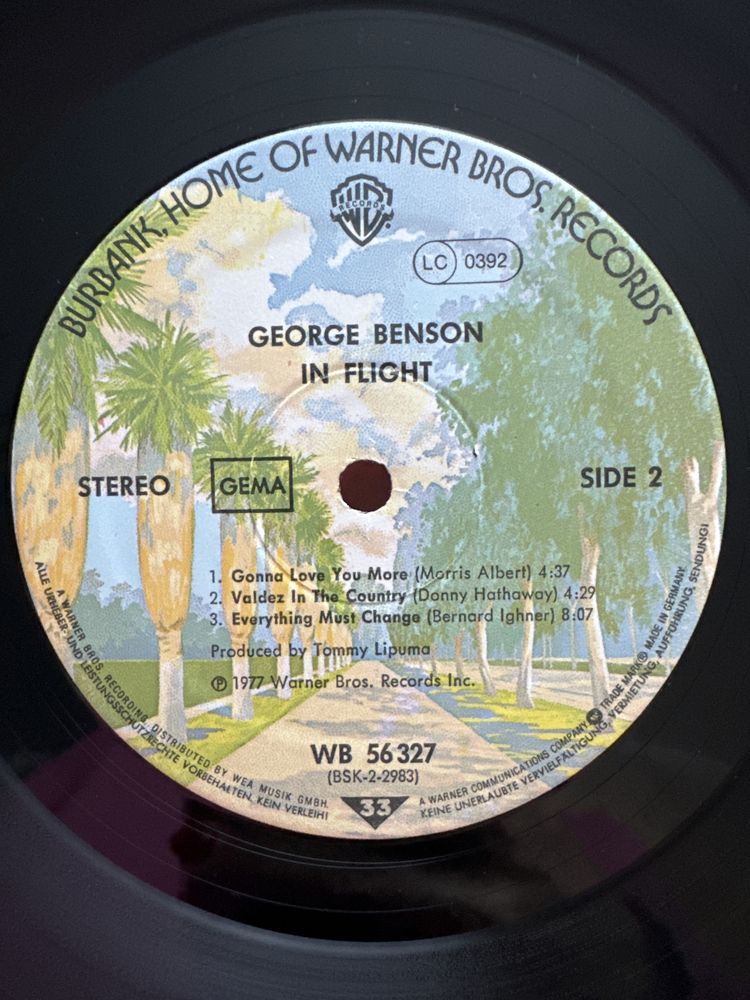 BURBANK, HOME OF WARNER BROS. RECORDS
WB
RECORDS
LC 0392
GEORGE BENSON
IN FLIGHT
STEREO
GEMA
SIDE 2
1. Gonna Love You More (Morris Albert) 4:37
2. Valdez In The Country (Donny Hathaway) 4:29
3. Everything Must Change (Bernard Ighner) 8:07
Produced by Tommy Lipuma
℗ 1977 Warner Bros. Records Inc.
WB 56 327
(BSK-2-2983)
33
A WARNER BROS. RECORDING, DISTRIBUTED BY WEA MUSIK GMBH. A WARNER COMMUNICATIONS COMPANY TRADE MARK® MADE IN GERMANY
ALLE URHEBER- UND LEISTUNGSSCHUTZRECHTE VORBEHALTEN. KEIN VERLEIH! KEINE UNERLAUBTE VERVIELFÄLTIGUNG, VERMIETUNG, AUFFÜHRUNG, SENDUNG!